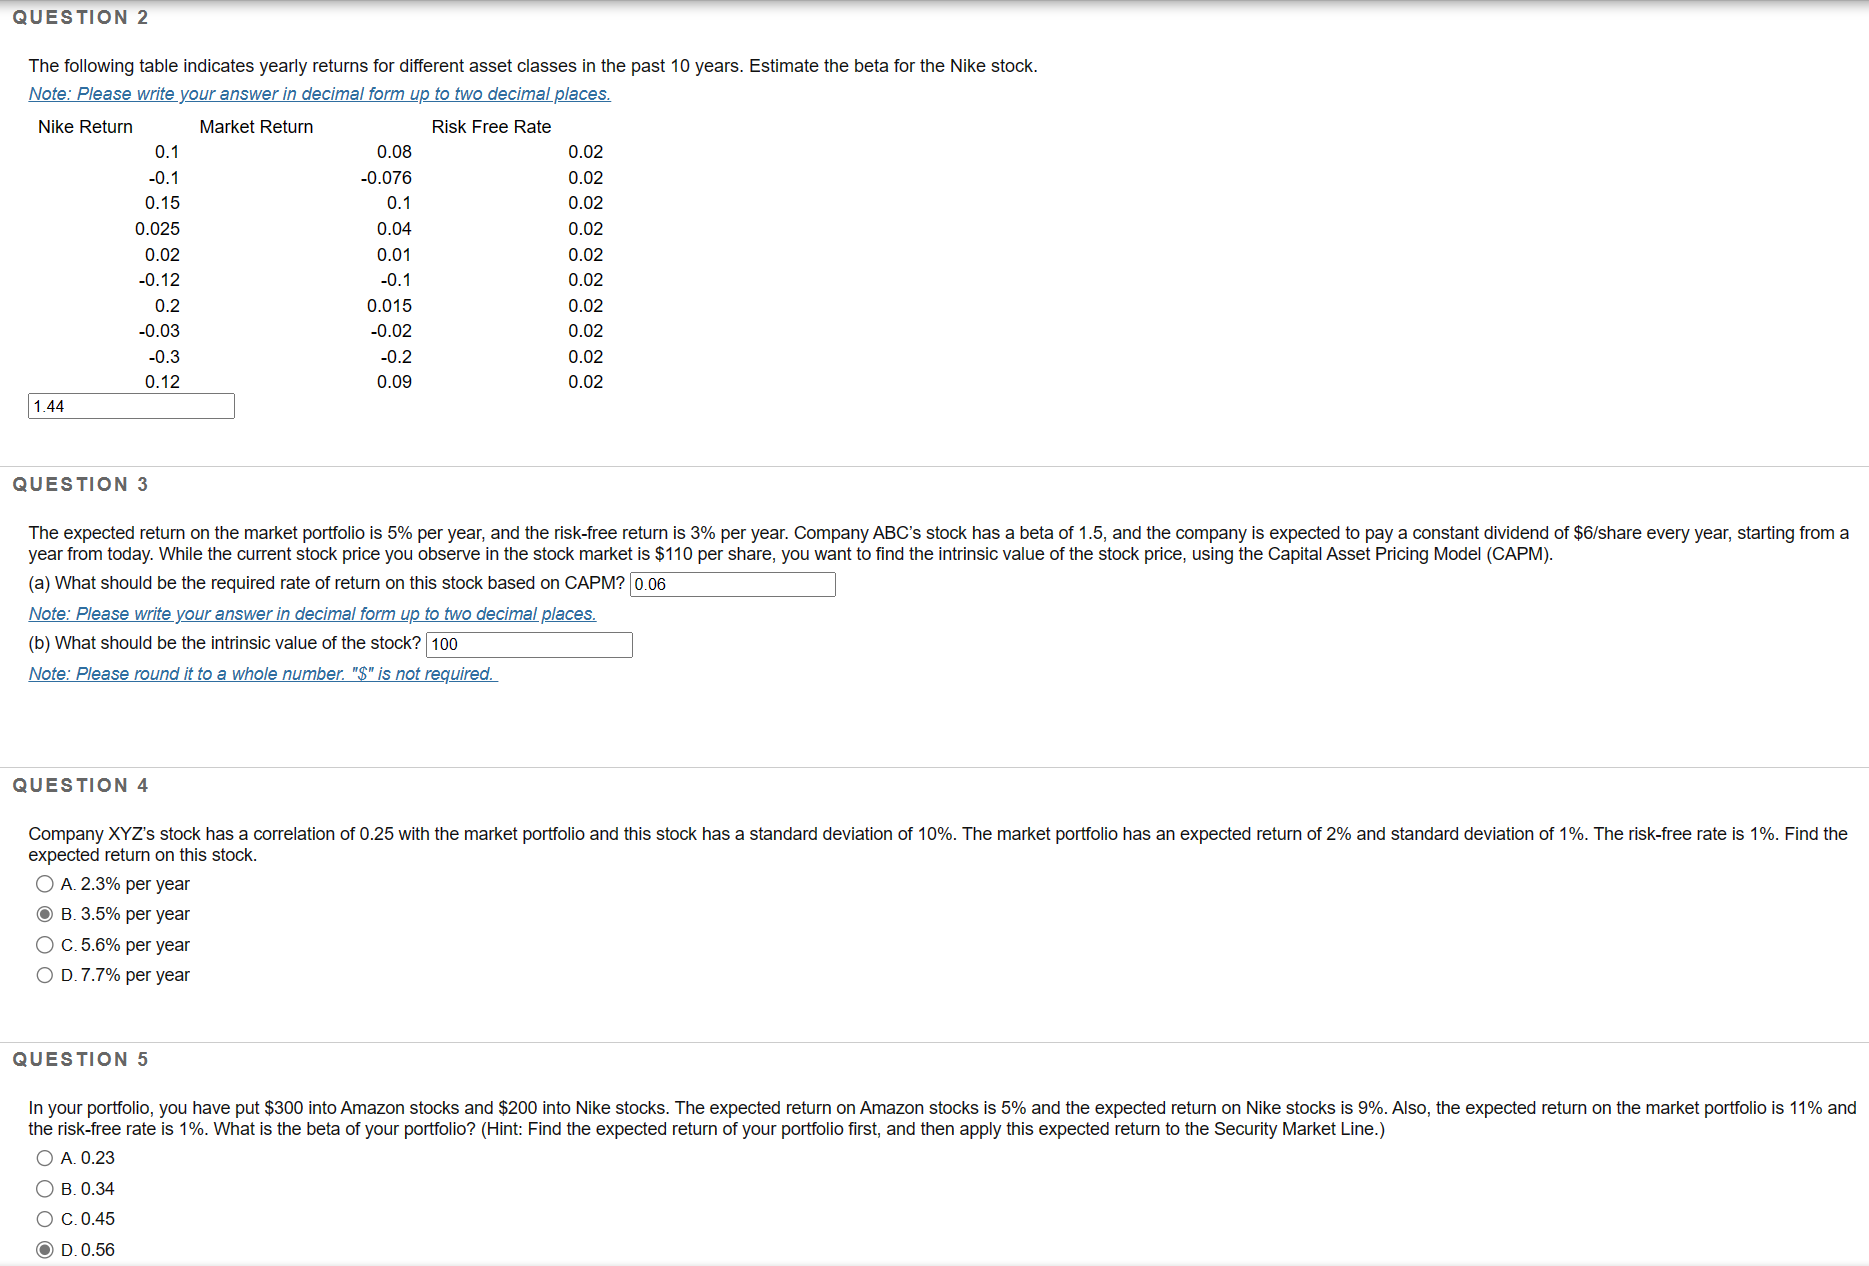 QUESTION 2
The following table indicates yearly returns for different asset classes in the past 10 years. Estimate the beta for the Nike stock.
Note: Please write your answer in decimal form up to two decimal places.
Nike Return Market Return Risk Free Rate
0.1 0.08 0.02
-0.1 -0.076 0.02
0.15 0.1 0.02
0.025 0.04 0.02
0.02 0.01 0.02
-0.12 -0.1 0.02
0.2 0.015 0.02
-0.03 -0.02 0.02
-0.3 -0.2 0.02
0.12 0.09 0.02
1.44
QUESTION 3
The expected return on the market portfolio is 5% per year, and the risk-free return is 3% per year. Company ABC's stock has a beta of 1.5, and the company is expected to pay a constant dividend of $6/share every year, starting from a
year from today. While the current stock price you observe in the stock market is $110 per share, you want to find the intrinsic value of the stock price, using the Capital Asset Pricing Model (CAPM).
(a) What should be the required rate of return on this stock based on CAPM? 0.06
Note: Please write your answer in decimal form up to two decimal places.
(b) What should be the intrinsic value of the stock? 100
Note: Please round it to a whole number. "$" is not required.
QUESTION 4
Company XYZ's stock has a correlation of 0.25 with the market portfolio and this stock has a standard deviation of 10%. The market portfolio has an expected return of 2% and standard deviation of 1%. The risk-free rate is 1%. Find the
expected return on this stock.
A. 2.3% per year
B. 3.5% per year
C. 5.6% per year
D. 7.7% per year
QUESTION 5
In your portfolio, you have put $300 into Amazon stocks and $200 into Nike stocks. The expected return on Amazon stocks is 5% and the expected return on Nike stocks is 9%. Also, the expected return on the market portfolio is 11% and
the risk-free rate is 1%. What is the beta of your portfolio? (Hint: Find the expected return of your portfolio first, and then apply this expected return to the Security Market Line.)
A. 0.23
B. 0.34
C. 0.45
D. 0.56